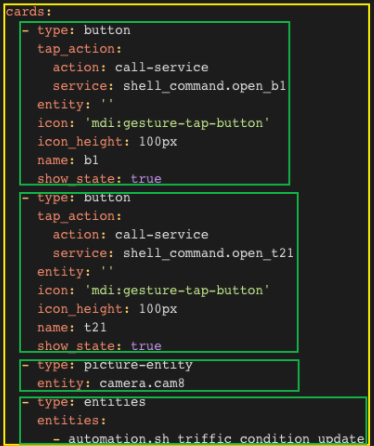 cards:
- type: button
tap_action:
action: call-service
service: shell_command.open_b1
entity: ''
icon: 'mdi:gesture-tap-button'
icon_height: 100px
name: b1
show_state: true
- type: button
tap_action:
action: call-service
service: shell_command.open_t21
entity: ''
icon: 'mdi:gesture-tap-button'
icon_height: 100px
name: t21
show_state: true
- type: picture-entity
entity: camera.cam8
- type: entities
entities:
- automation.sh_triffic_condition_update